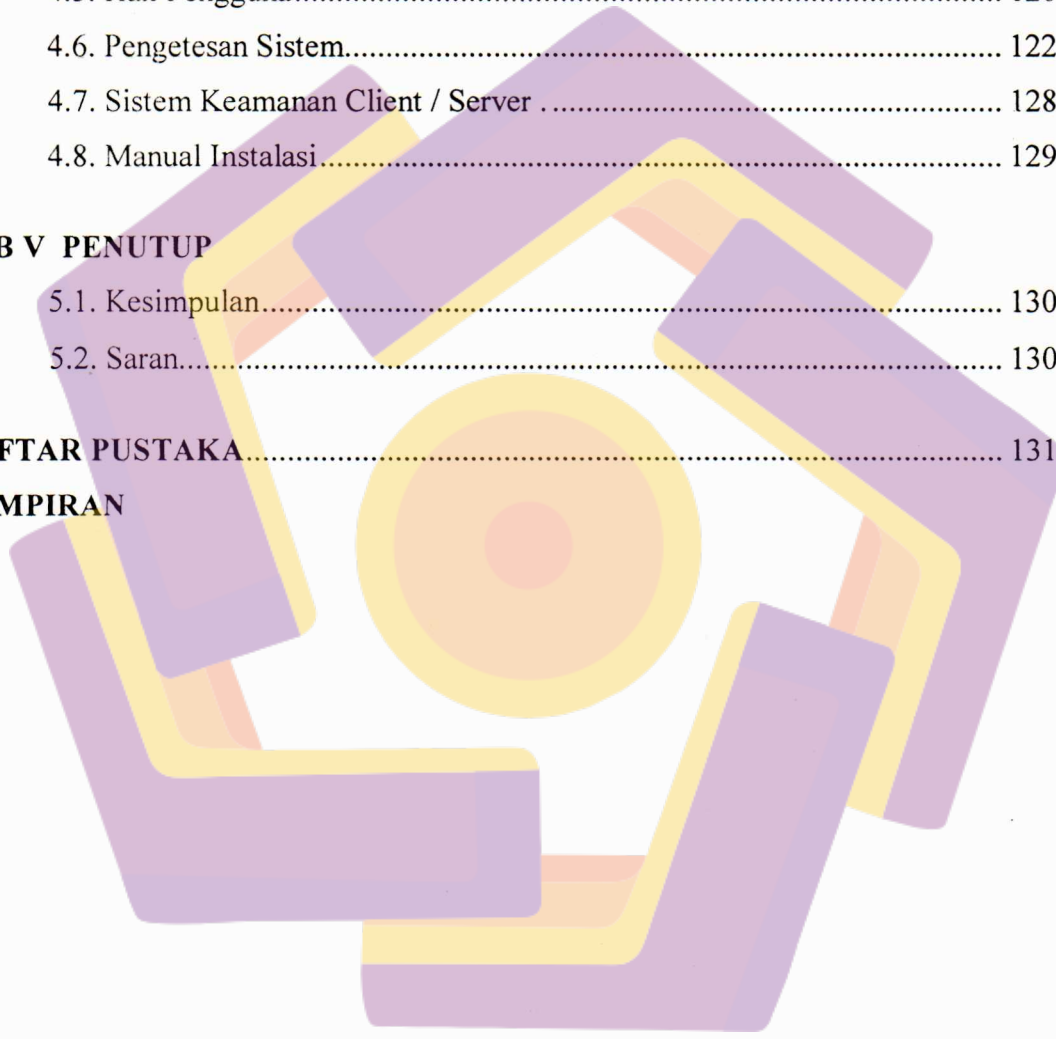 4.6. Pengetesan Sistem........................................................................ 122
4.7. Sistem Keamanan Client / Server ................................................. 128
4.8. Manual Instalasi............................................................................ 129
B V PENUTUP
5.1. Kesimpulan................................................................................... 130
5.2. Saran............................................................................................. 130
FTAR PUSTAKA................................................................................ 131
MPIRAN